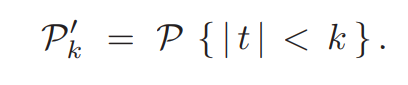 𝒫′ₖ = 𝒫 {|t| < k}.